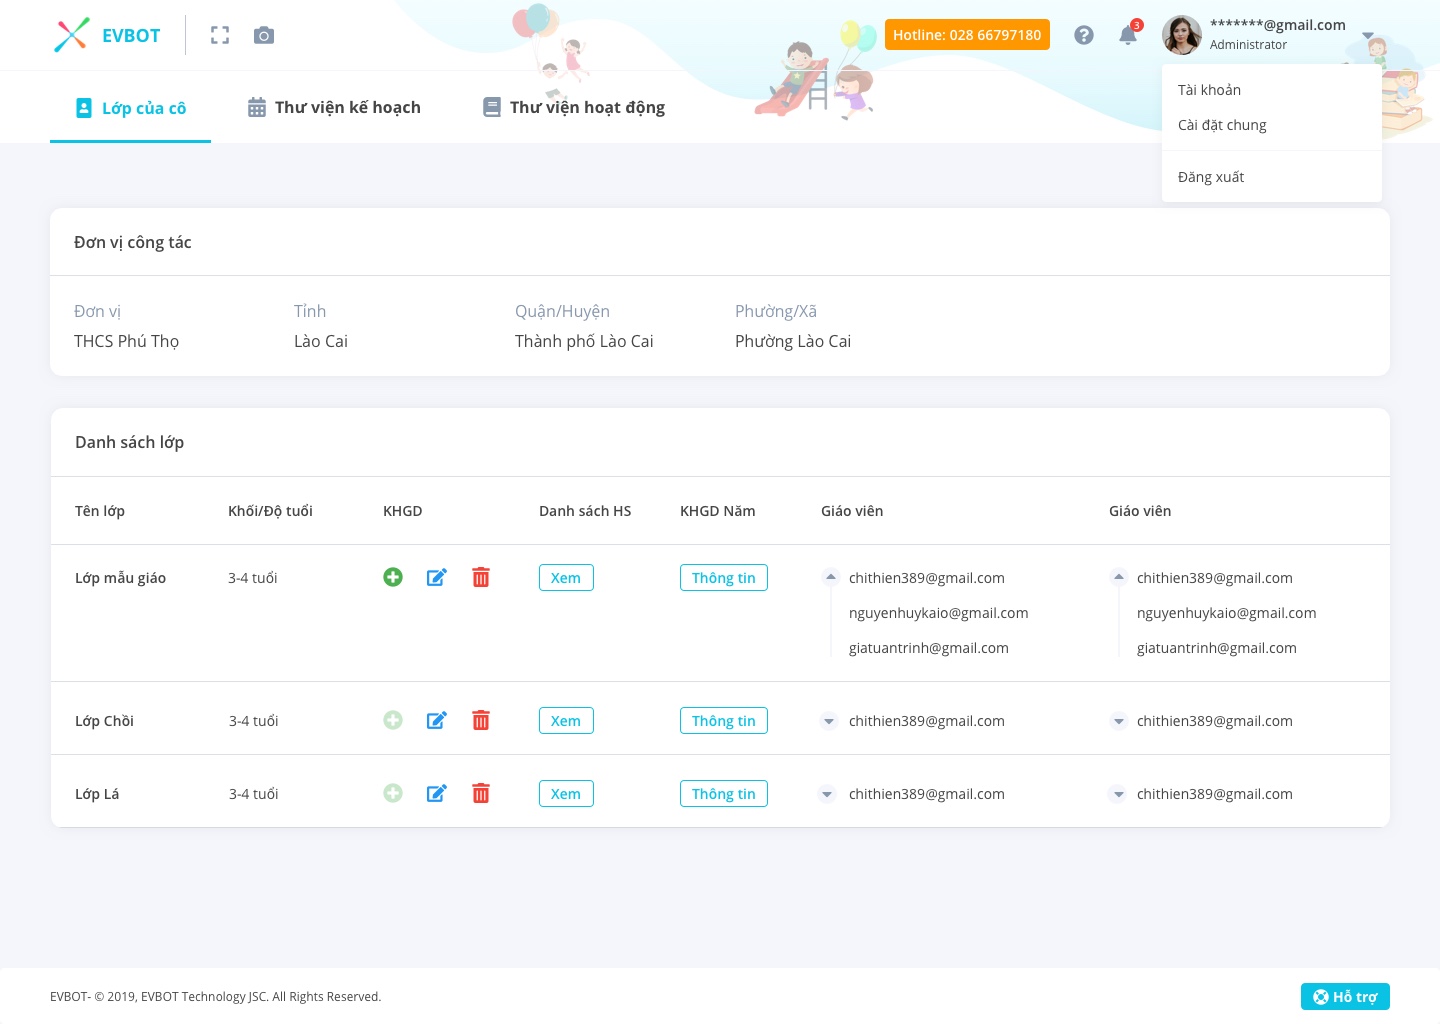 EVBOT
Hotline: 028 66797180
3
*******@gmail.com
Administrator
Lớp của cô
Thư viện kế hoạch
Thư viện hoạt động
Tài khoản
Cài đặt chung
Đăng xuất
Đơn vị công tác
Đơn vị Tỉnh Quận/Huyện Phường/Xã
THCS Phú Thọ Lào Cai Thành phố Lào Cai Phường Lào Cai
Danh sách lớp
Tên lớp Khối/Độ tuổi KHGD Danh sách HS KHGD Năm Giáo viên Giáo viên
Lớp mẫu giáo 3-4 tuổi Xem Thông tin chithien389@gmail.com chithien389@gmail.com
nguyenhuykaio@gmail.com nguyenhuykaio@gmail.com
giatuantrinh@gmail.com giatuantrinh@gmail.com
Lớp Chồi 3-4 tuổi Xem Thông tin chithien389@gmail.com chithien389@gmail.com
Lớp Lá 3-4 tuổi Xem Thông tin chithien389@gmail.com chithien389@gmail.com
EVBOT- © 2019, EVBOT Technology JSC. All Rights Reserved.
Hỗ trợ